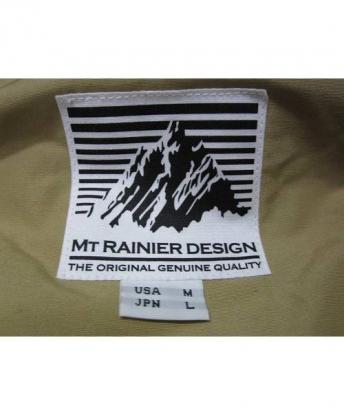 MT RAINIER DESIGN
THE ORIGINAL GENUINE QUALITY
USA M
JPN L